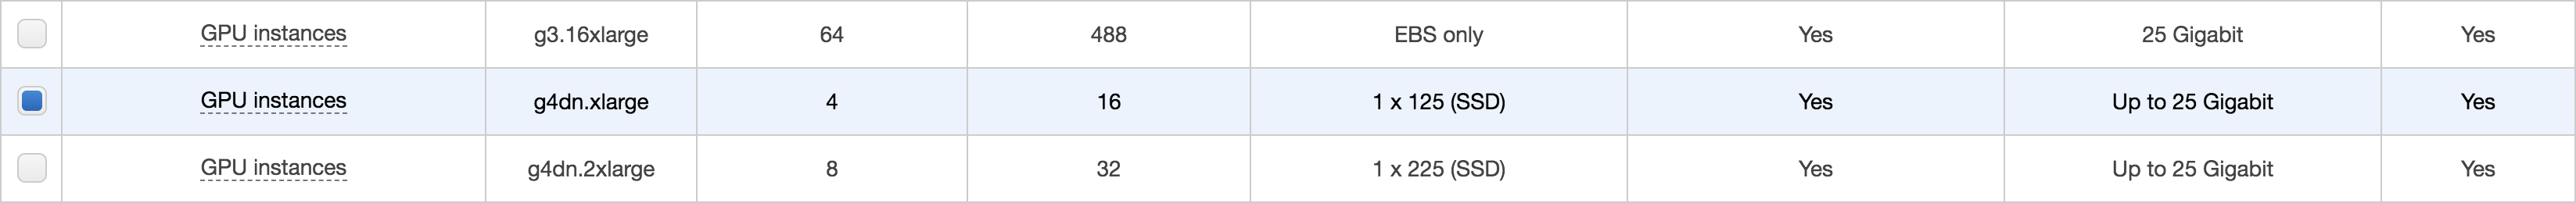 GPU instances g3.16xlarge 64 488 EBS only Yes 25 Gigabit Yes
GPU instances g4dn.xlarge 4 16 1 x 125 (SSD) Yes Up to 25 Gigabit Yes
GPU instances g4dn.2xlarge 8 32 1 x 225 (SSD) Yes Up to 25 Gigabit Yes